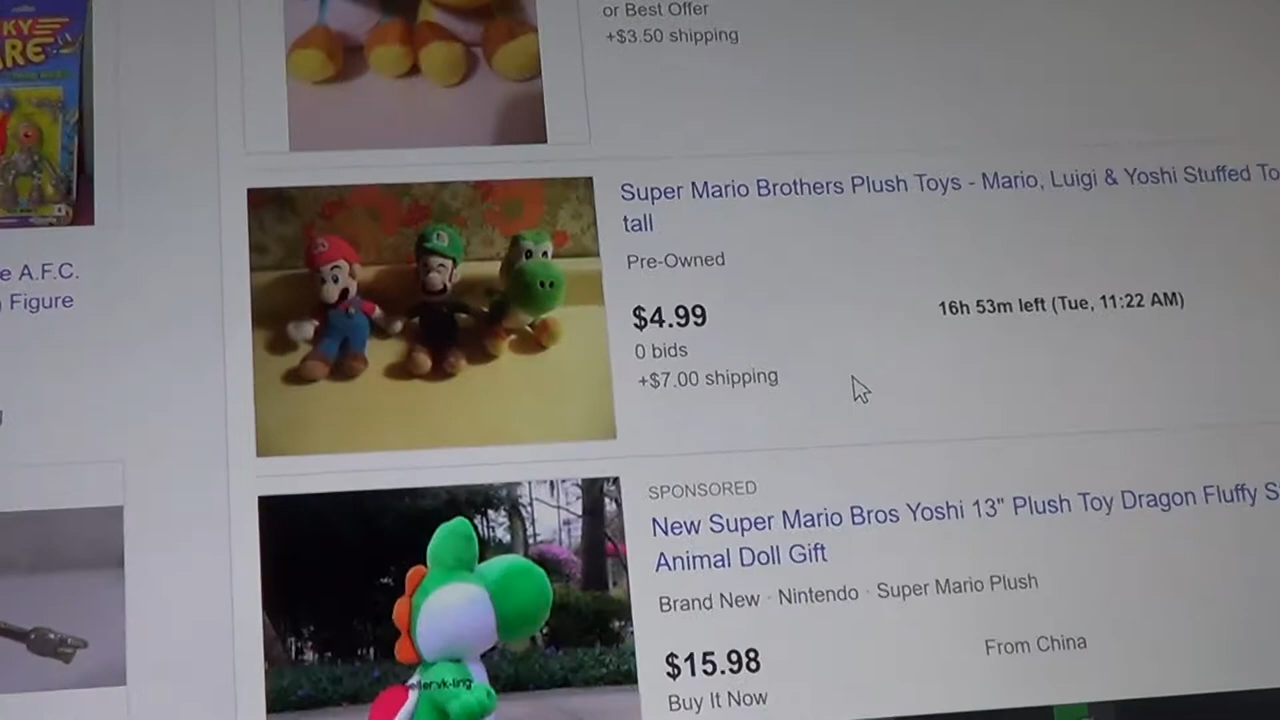 KY
ARE
or Best Offer
+$3.50 shipping
e A.F.C.
Figure
Super Mario Brothers Plush Toys - Mario, Luigi & Yoshi Stuffed To
tall
Pre-Owned
$4.99
0 bids
+$7.00 shipping
16h 53m left (Tue, 11:22 AM)
SPONSORED
New Super Mario Bros Yoshi 13" Plush Toy Dragon Fluffy S
Animal Doll Gift
Brand New · Nintendo · Super Mario Plush
$15.98
Buy It Now
From China